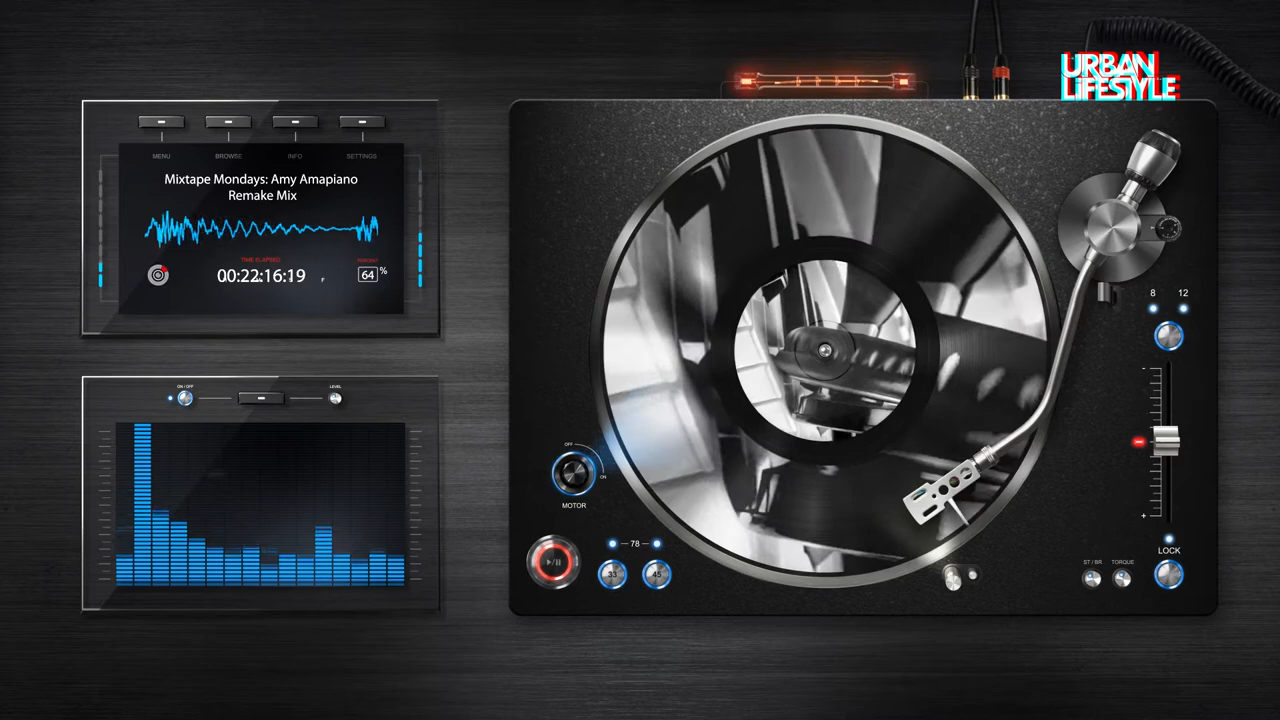 URBAN
LiFESTYLE
MENU BROWSE INFO SETTINGS
Mixtape Mondays: Amy Amapiano
Remake Mix
TIME ELAPSED
00:22:16:19 F
64 %
ON / OFF
LEVEL
8 12
-
+
OFF
ON
MOTOR
78
33 45
LOCK
ST / BR TORQUE